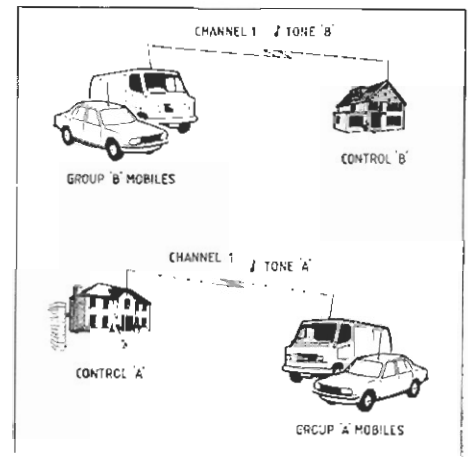 CHANNEL 1 TONE 'B'
CONTROL 'B'
GROUP 'B' MOBILES
CHANNEL 1 TONE 'A'
CONTROL 'A'
GROUP 'A' MOBILES